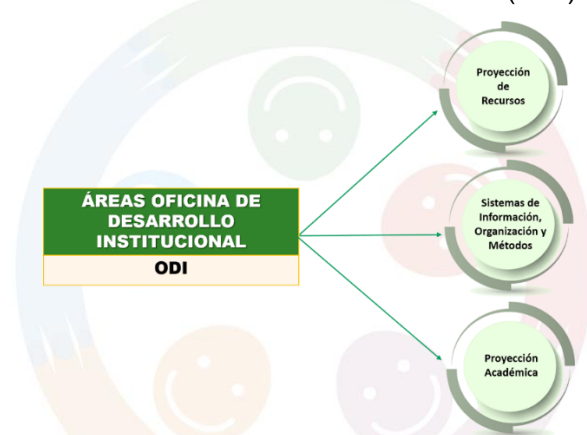 ÁREAS OFICINA DE
DESARROLLO
INSTITUCIONAL
ODI
Proyección
de
Recursos
Sistemas de
Información,
Organización y
Métodos
Proyección
Académica